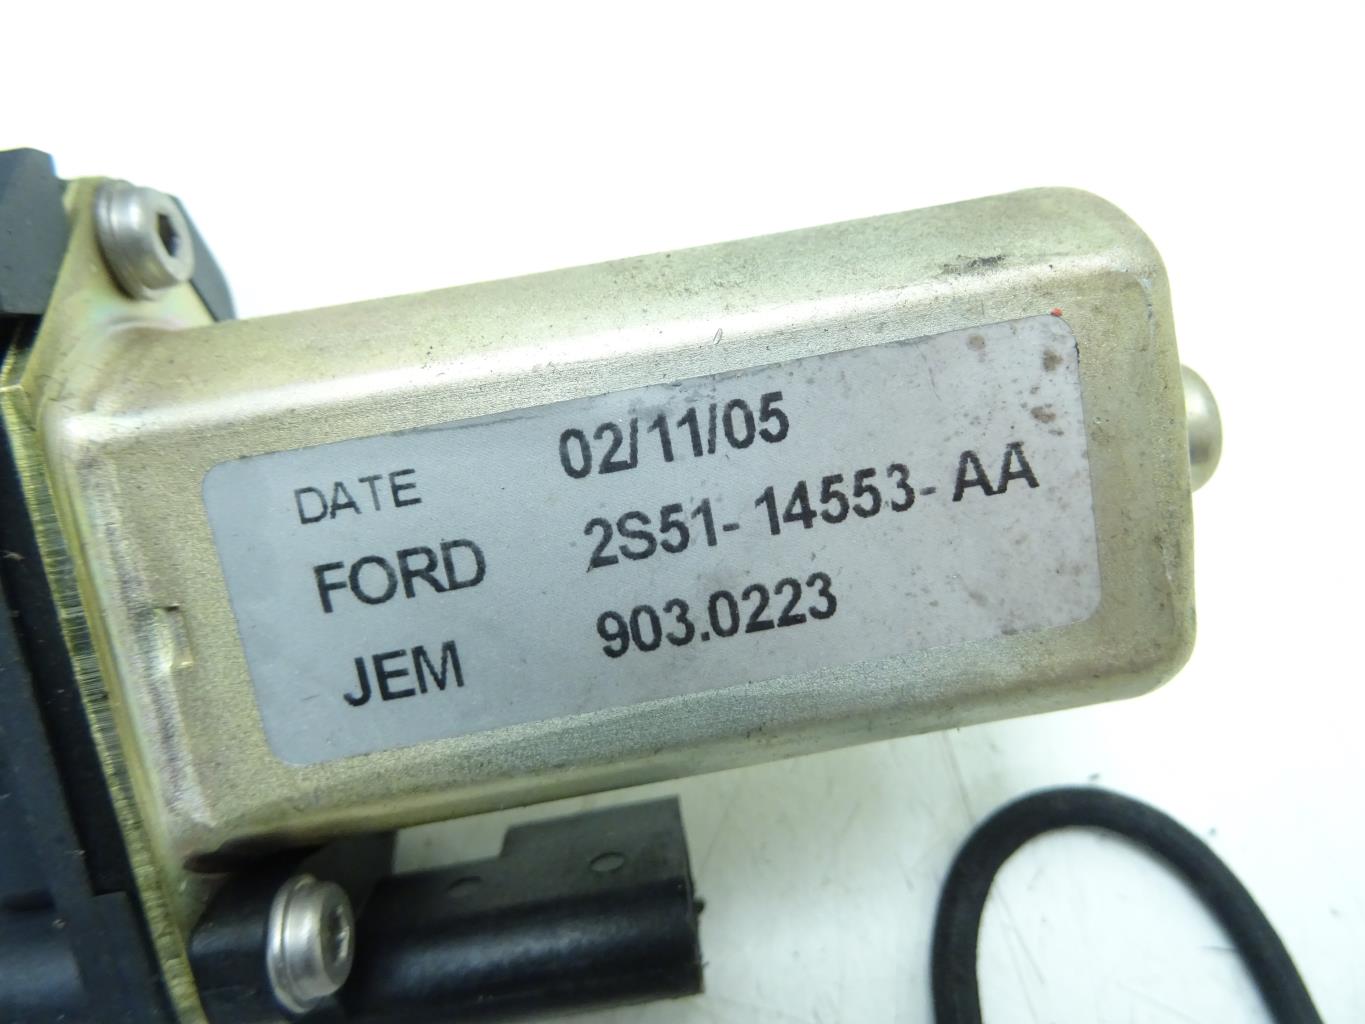 DATE 02/11/05
FORD 2S51-14553-AA
JEM 903.0223